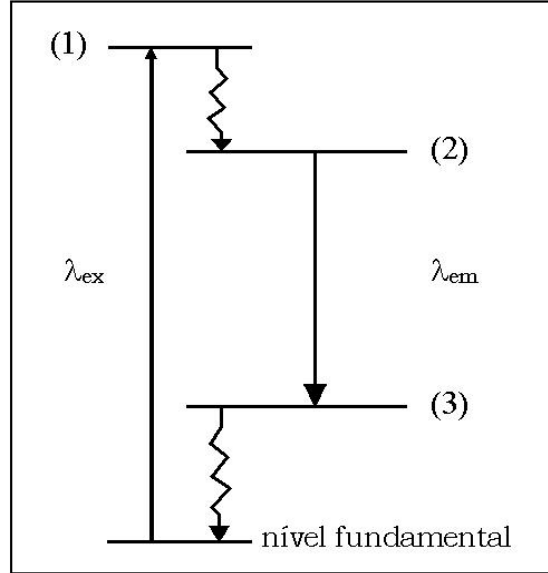 (1)
(2)
λex
λem
(3)
nível fundamental